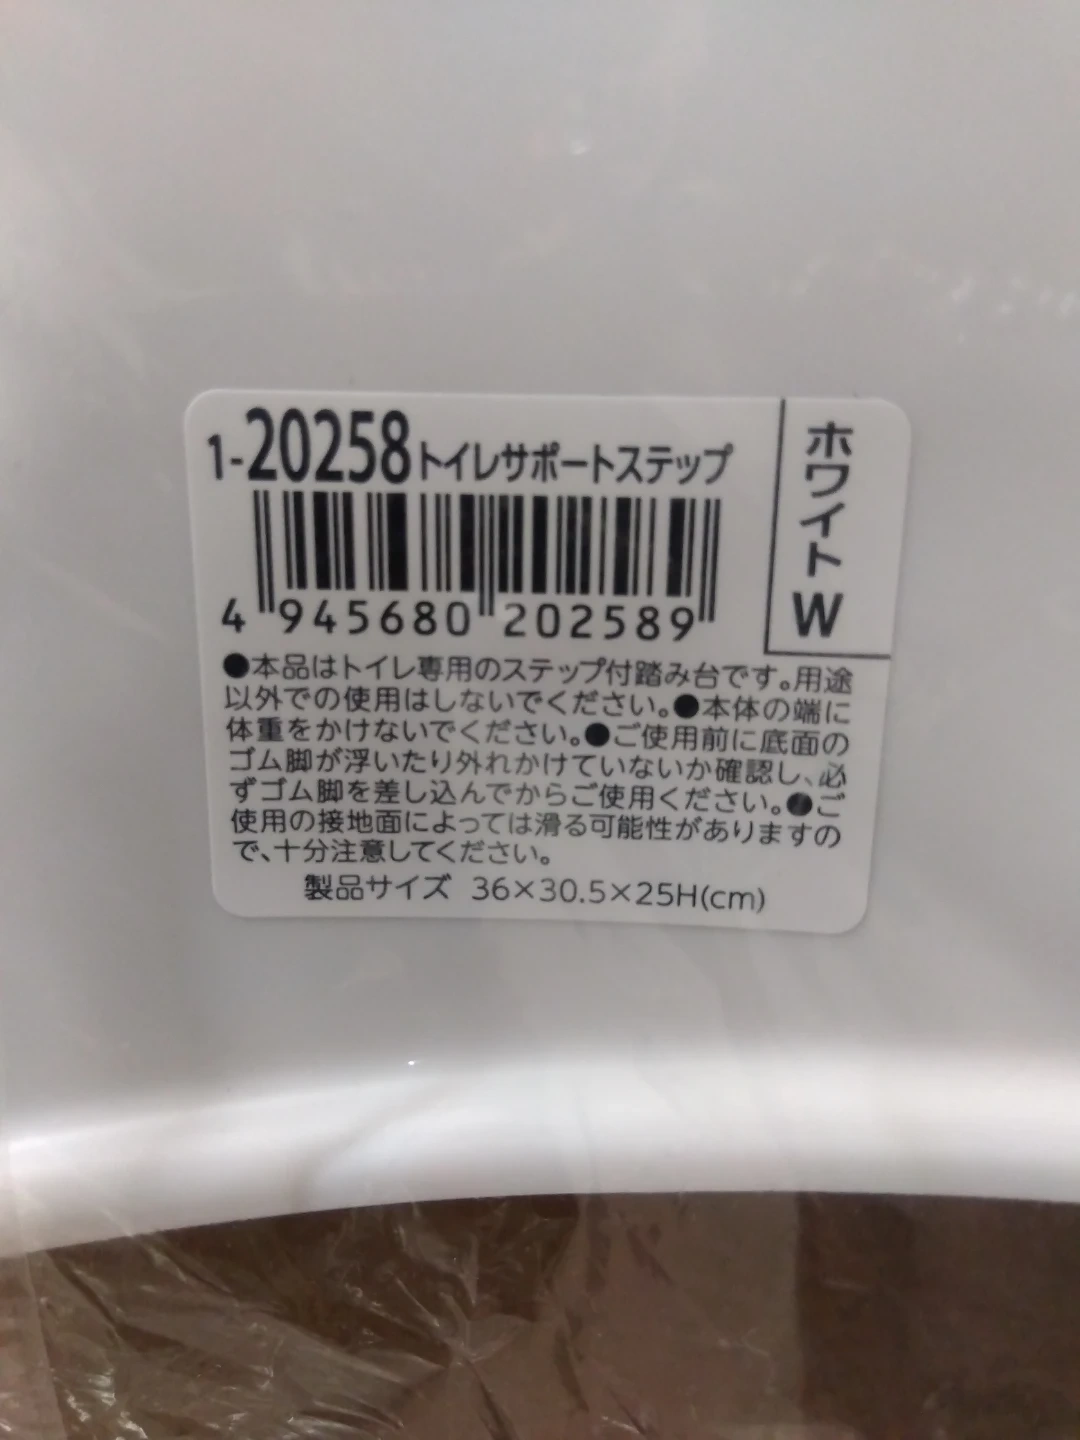 1-20258トイレサポートステップ
ホワイトW
4 945680 202589
●本品はトイレ専用のステップ付踏み台です。用途
以外での使用はしないでください。●本体の端に
体重をかけないでください。●ご使用前に底面の
ゴム脚が浮いたり外れかけていないか確認し、必
ずゴム脚を差し込んでからご使用ください。●ご
使用の接地面によっては滑る可能性がありますの
で、十分注意してください。
製品サイズ 36×30.5×25H(cm)